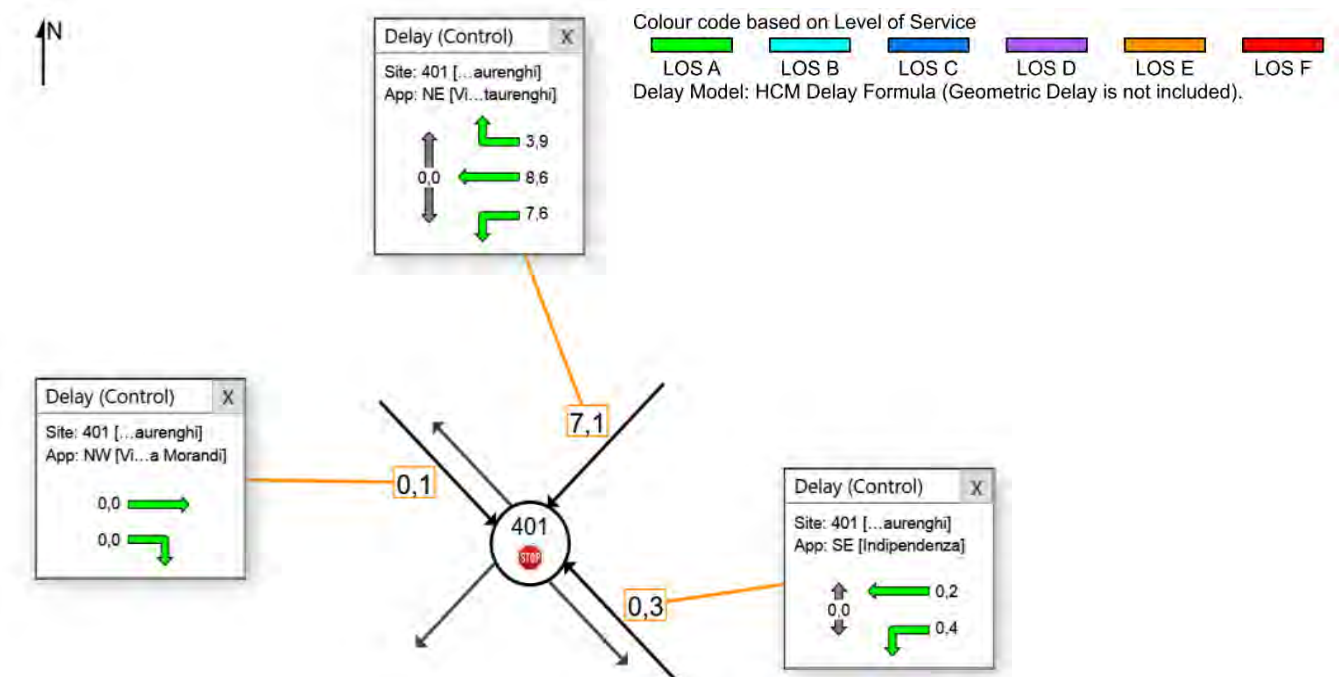 N
Colour code based on Level of Service
LOS A LOS B LOS C LOS D LOS E LOS F
Delay Model: HCM Delay Formula (Geometric Delay is not included).
Delay (Control) X
Site: 401 [...aurenghi]
App: NE [Vi...taurenghi]
3,9
0,0 8,6
7,6
7,1
Delay (Control) X
Site: 401 [...aurenghi]
App: NW [Vi...a Morandi]
0,0
0,0
0,1
401
STOP
0,3
Delay (Control) X
Site: 401 [...aurenghi]
App: SE [Indipendenza]
0,2
0,0
0,4